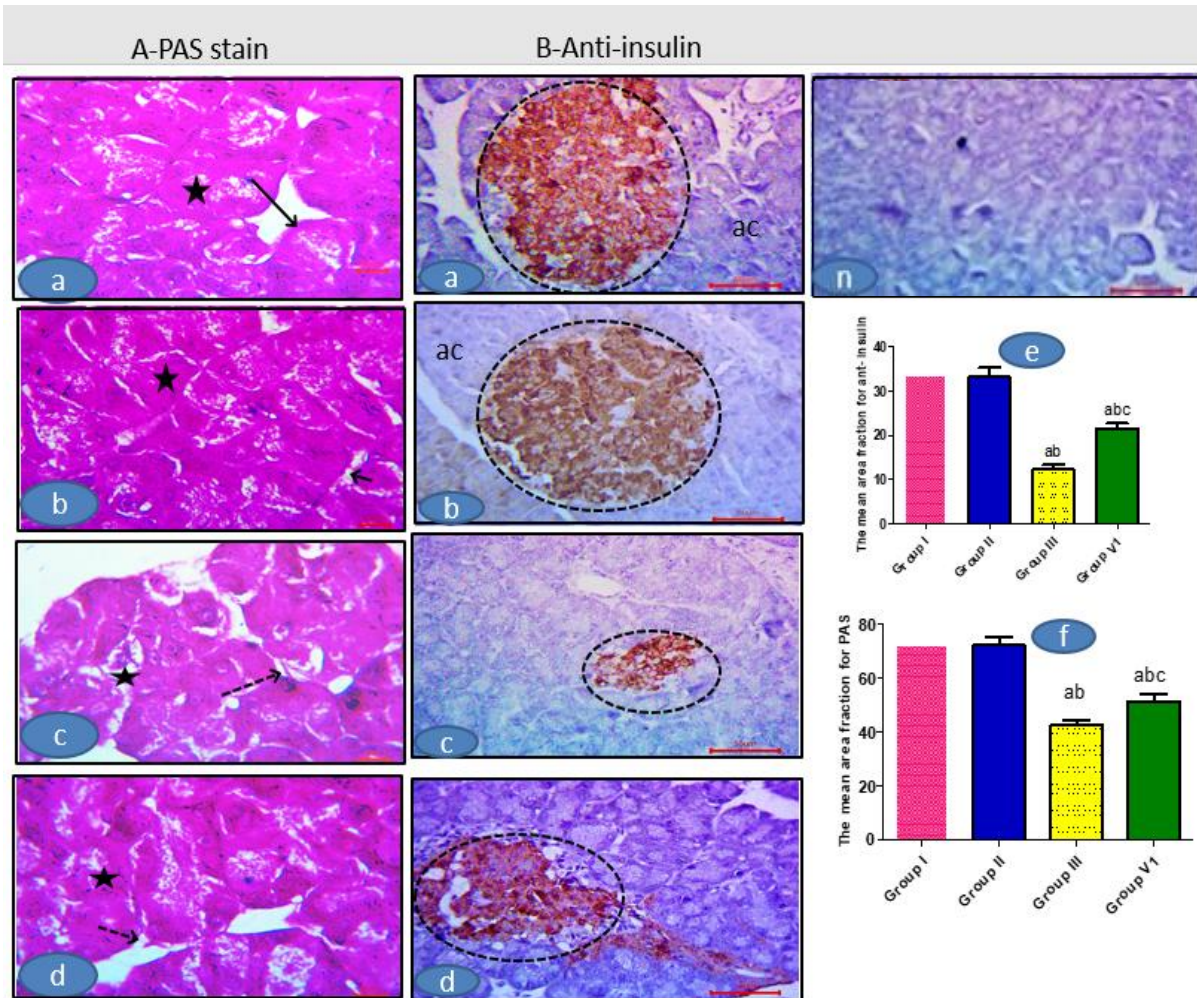 A-PAS stain
B-Anti-insulin
a
a
ac
n
b
ac
b
e
The mean area fraction for ant- insulin
40
30
20
10
0
ab
abc
Group I
Group II
Group III
Group V1
c
c
f
The mean area fraction for PAS
80
60
40
20
0
ab
abc
Group I
Group II
Group III
Group V1
d
d